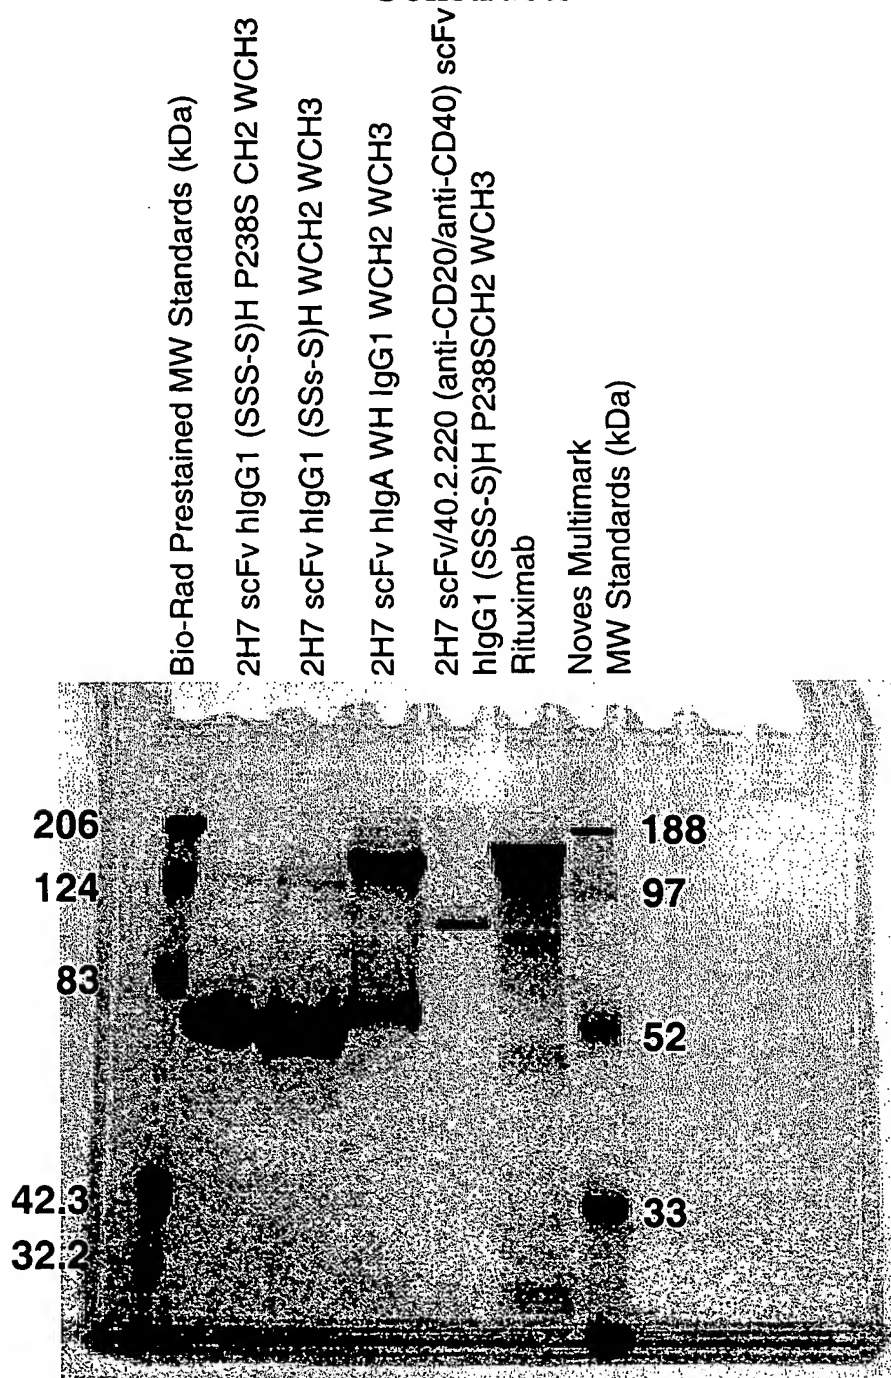 Bio-Rad Prestained MW Standards (kDa)
2H7 scFv hIgG1 (SSS-S)H P238S CH2 WCH3
2H7 scFv hIgG1 (SSs-S)H WCH2 WCH3
2H7 scFv hIgA WH IgG1 WCH2 WCH3
2H7 scFv/40.2.220 (anti-CD20/anti-CD40) scFv
hIgG1 (SSS-S)H P238SCH2 WCH3
Rituximab
Noves Multimark
MW Standards (kDa)
206
124
83
42.3
32.2
188
97
52
33